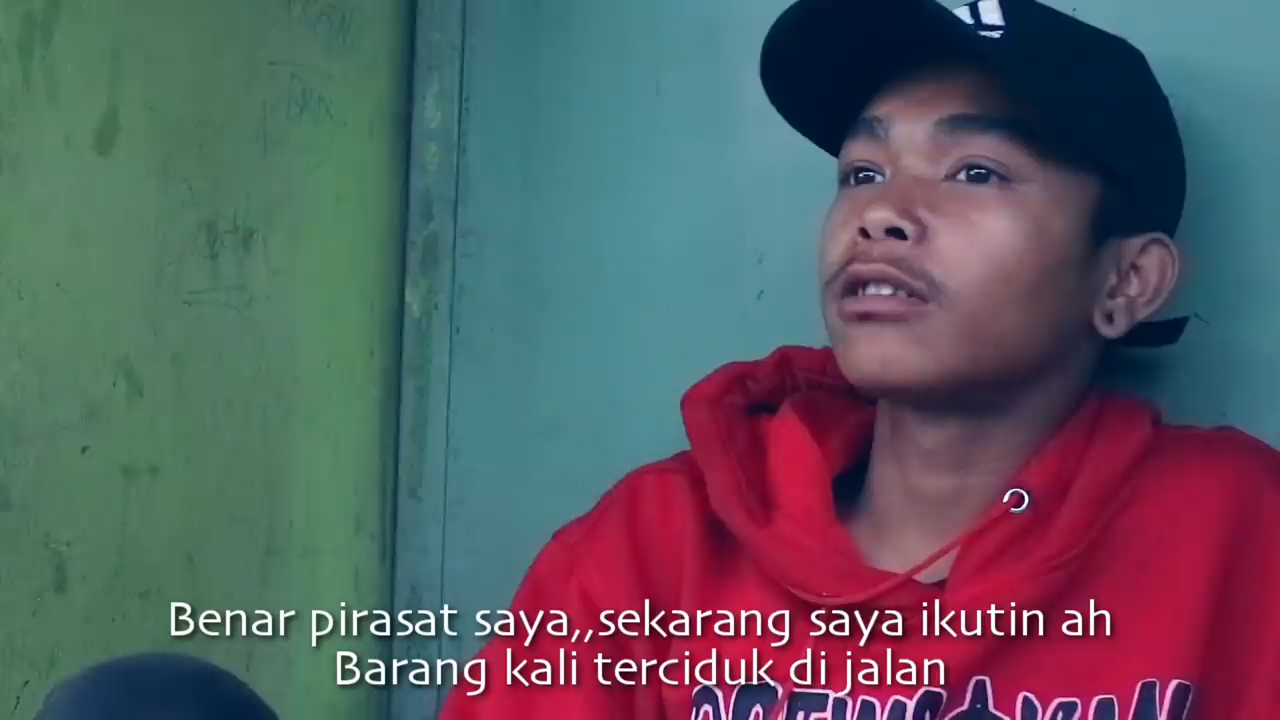 Benar pirasat saya,,sekarang saya ikutin ah
Barang kali terciduk di jalan